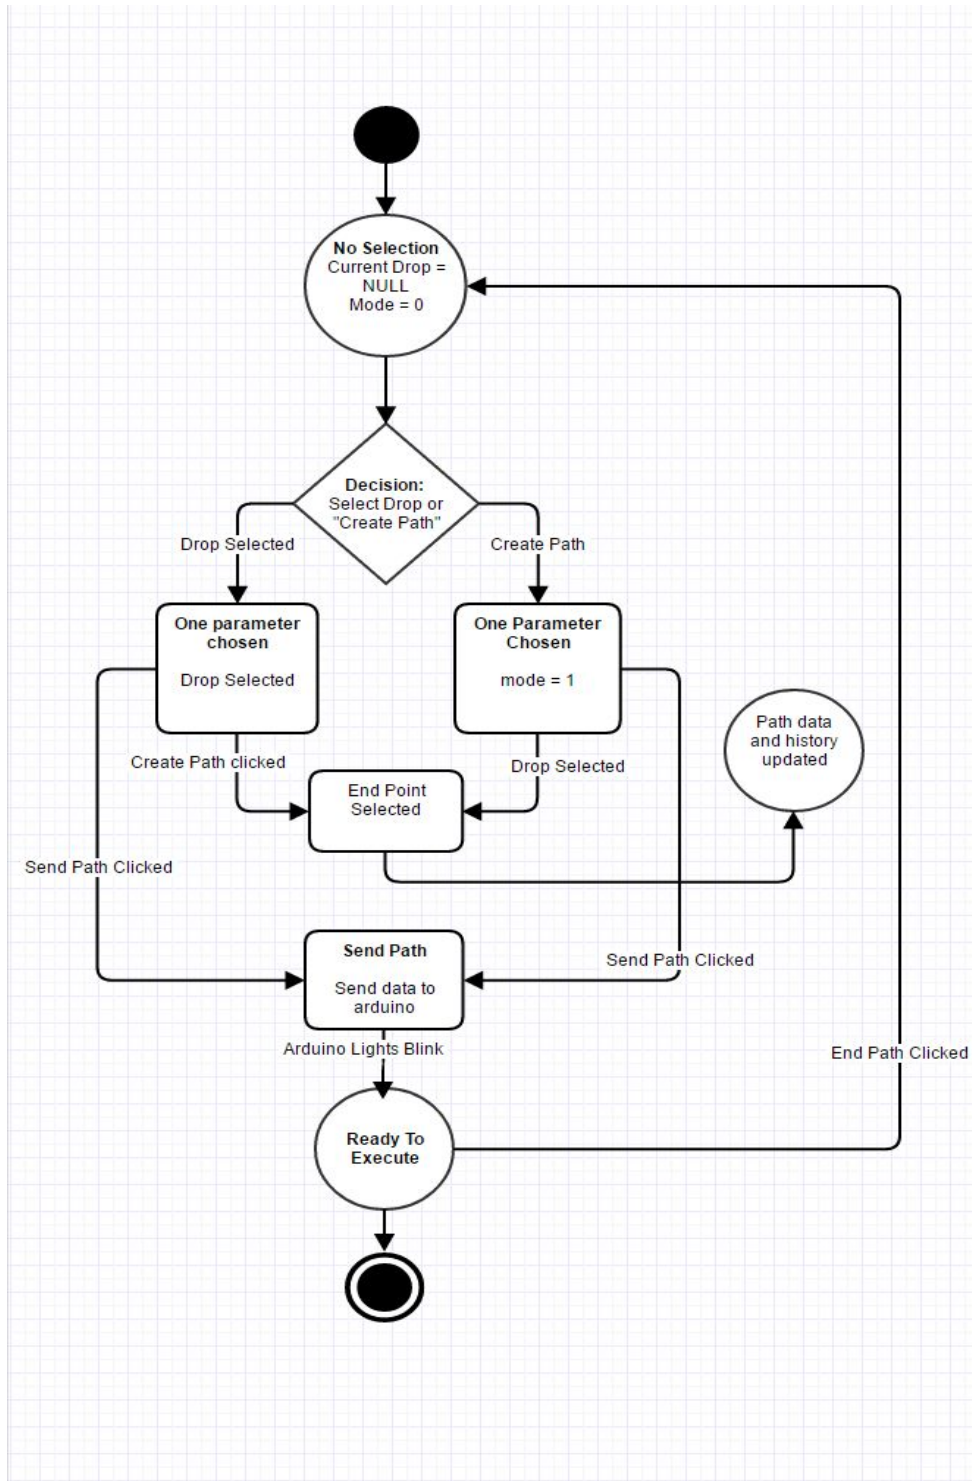 No Selection
Current Drop =
NULL
Mode = 0
Decision:
Select Drop or
"Create Path"
Drop Selected
Create Path
One parameter
chosen
Drop Selected
One Parameter
Chosen
mode = 1
Path data
and history
updated
Create Path clicked
Drop Selected
End Point
Selected
Send Path Clicked
Send Path
Send data to
arduino
Send Path Clicked
Arduino Lights Blink
End Path Clicked
Ready To
Execute